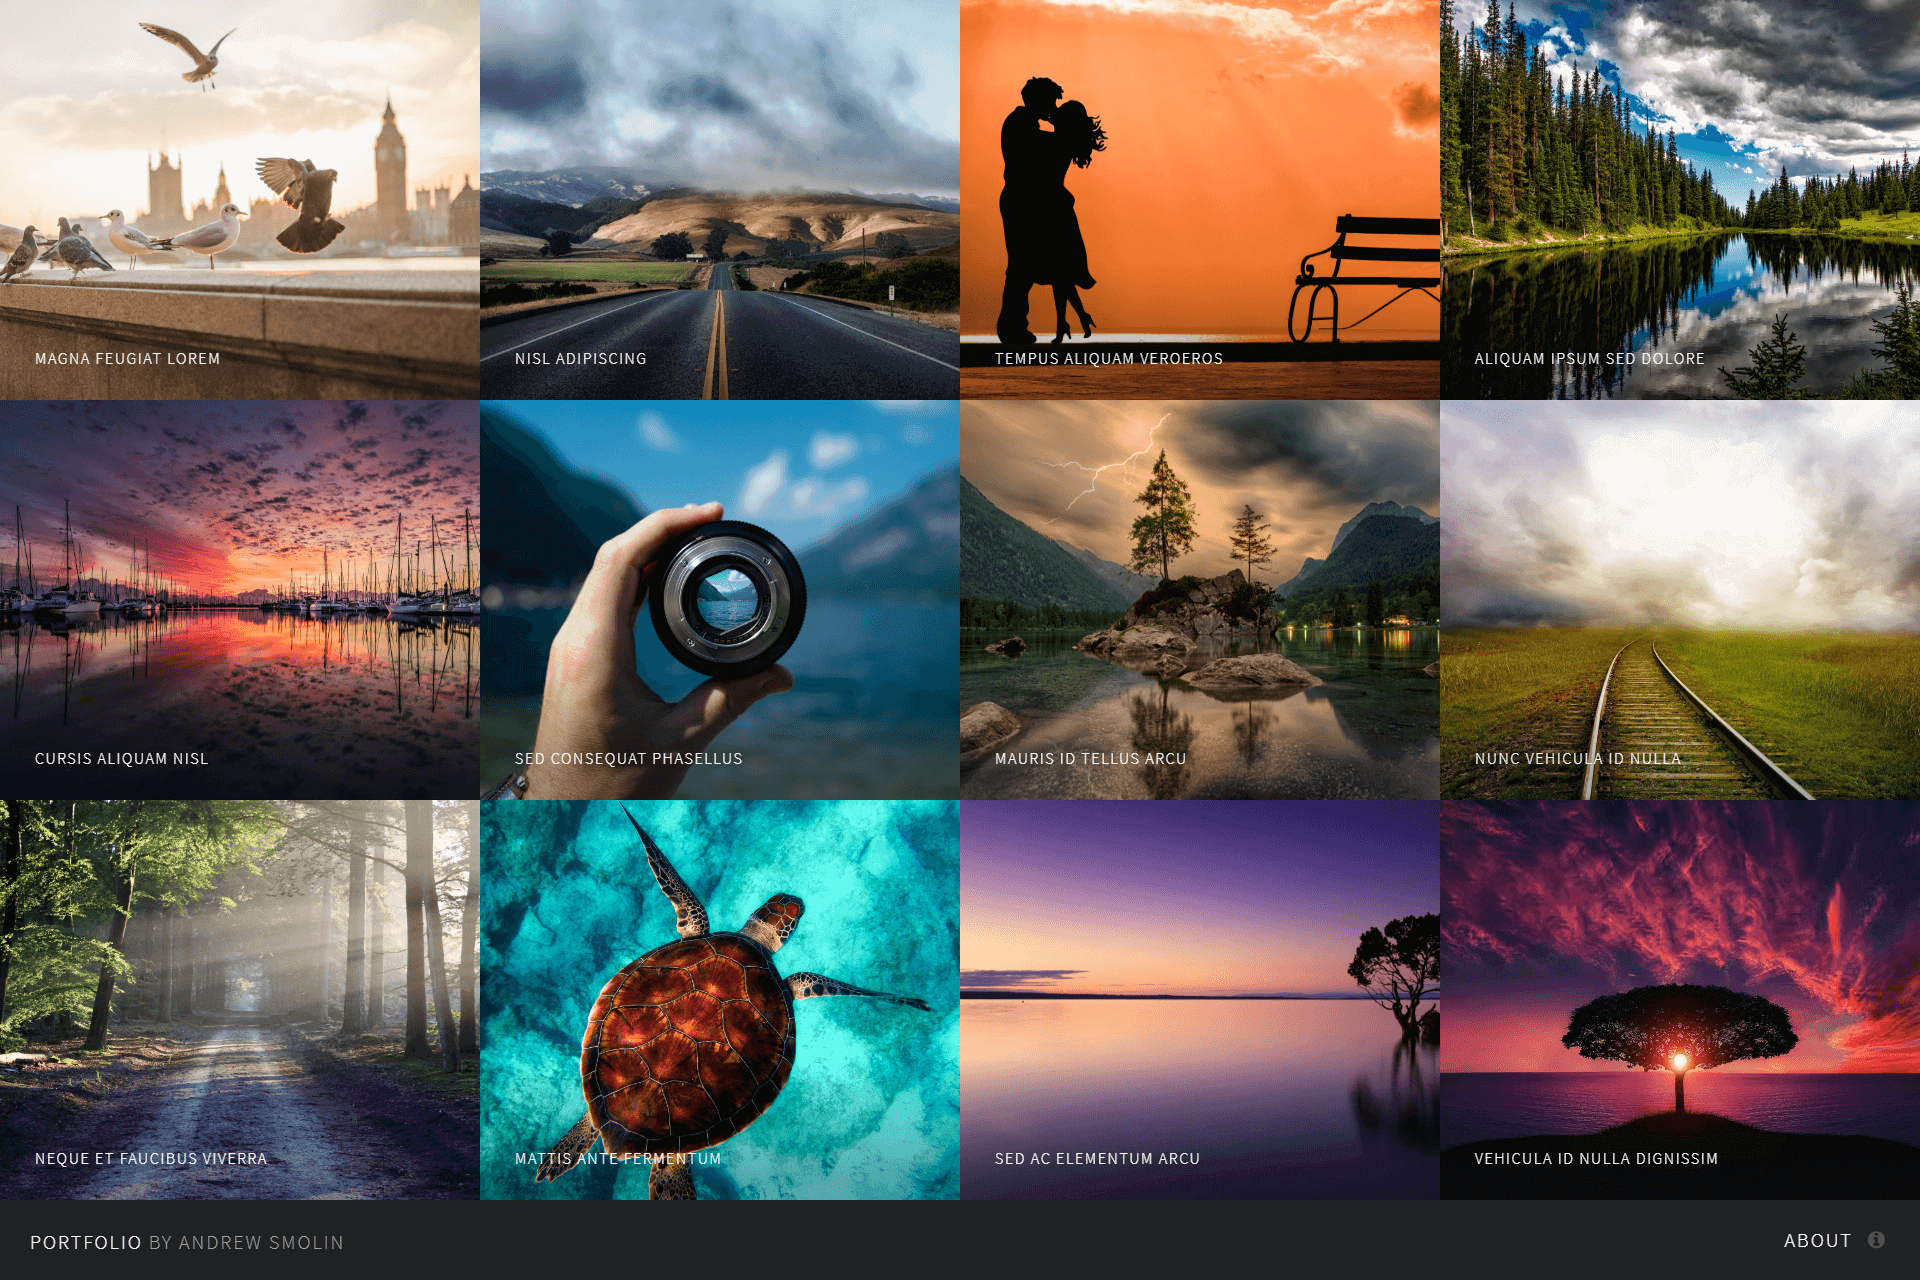 MAGNA FEUGIAT LOREM
NISL ADIPISCING
TEMPUS ALIQUAM VEROEROS
ALIQUAM IPSUM SED DOLORE
CURSIS ALIQUAM NISL
SED CONSEQUAT PHASELLUS
MAURIS ID TELLUS ARCU
NUNC VEHICULA ID NULLA
NEQUE ET FAUCIBUS VIVERRA
MATTIS ANTE FERMENTUM
SED AC ELEMENTUM ARCU
VEHICULA ID NULLA DIGNISSIM
PORTFOLIO BY ANDREW SMOLIN
ABOUT